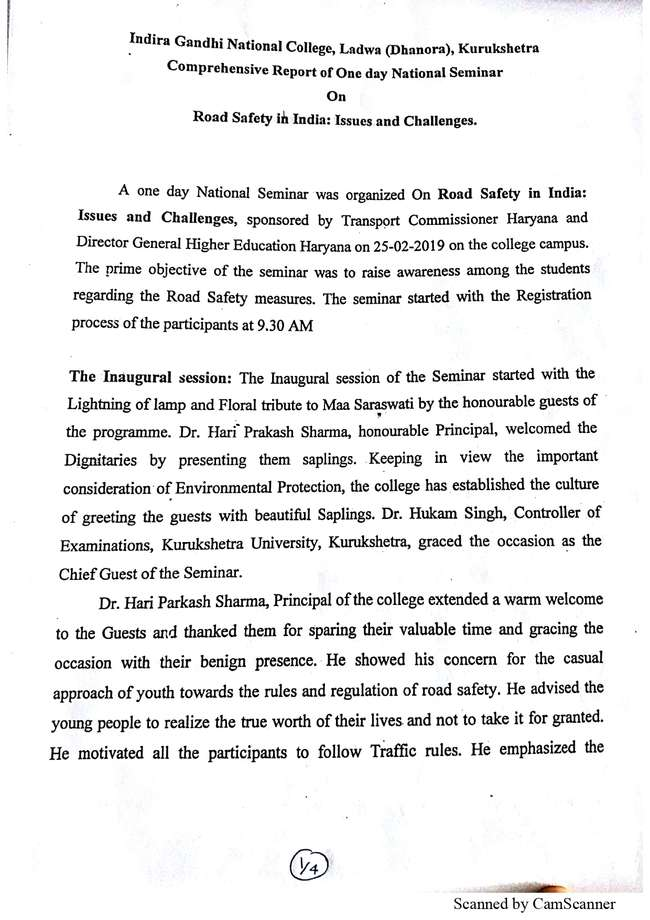 Indira Gandhi National College, Ladwa (Dhanora), Kurukshetra
Comprehensive Report of One day National Seminar
On
Road Safety in India: Issues and Challenges.
A one day National Seminar was organized On Road Safety in India:
Issues and Challenges, sponsored by Transport Commissioner Haryana and
Director General Higher Education Haryana on 25-02-2019 on the college campus.
The prime objective of the seminar was to raise awareness among the students
regarding the Road Safety measures. The seminar started with the Registration
process of the participants at 9.30 AM
The Inaugural session: The Inaugural session of the Seminar started with the
Lightning of lamp and Floral tribute to Maa Saraswati by the honourable guests of
the programme. Dr. Hari Prakash Sharma, honourable Principal, welcomed the
Dignitaries by presenting them saplings. Keeping in view the important
consideration of Environmental Protection, the college has established the culture
of greeting the guests with beautiful Saplings. Dr. Hukam Singh, Controller of
Examinations, Kurukshetra University, Kurukshetra, graced the occasion as the
Chief Guest of the Seminar.
Dr. Hari Parkash Sharma, Principal of the college extended a warm welcome
to the Guests and thanked them for sparing their valuable time and gracing the
occasion with their benign presence. He showed his concern for the casual
approach of youth towards the rules and regulation of road safety. He advised the
young people to realize the true worth of their lives and not to take it for granted.
He motivated all the participants to follow Traffic rules. He emphasized the
1/4
Scanned by CamScanner